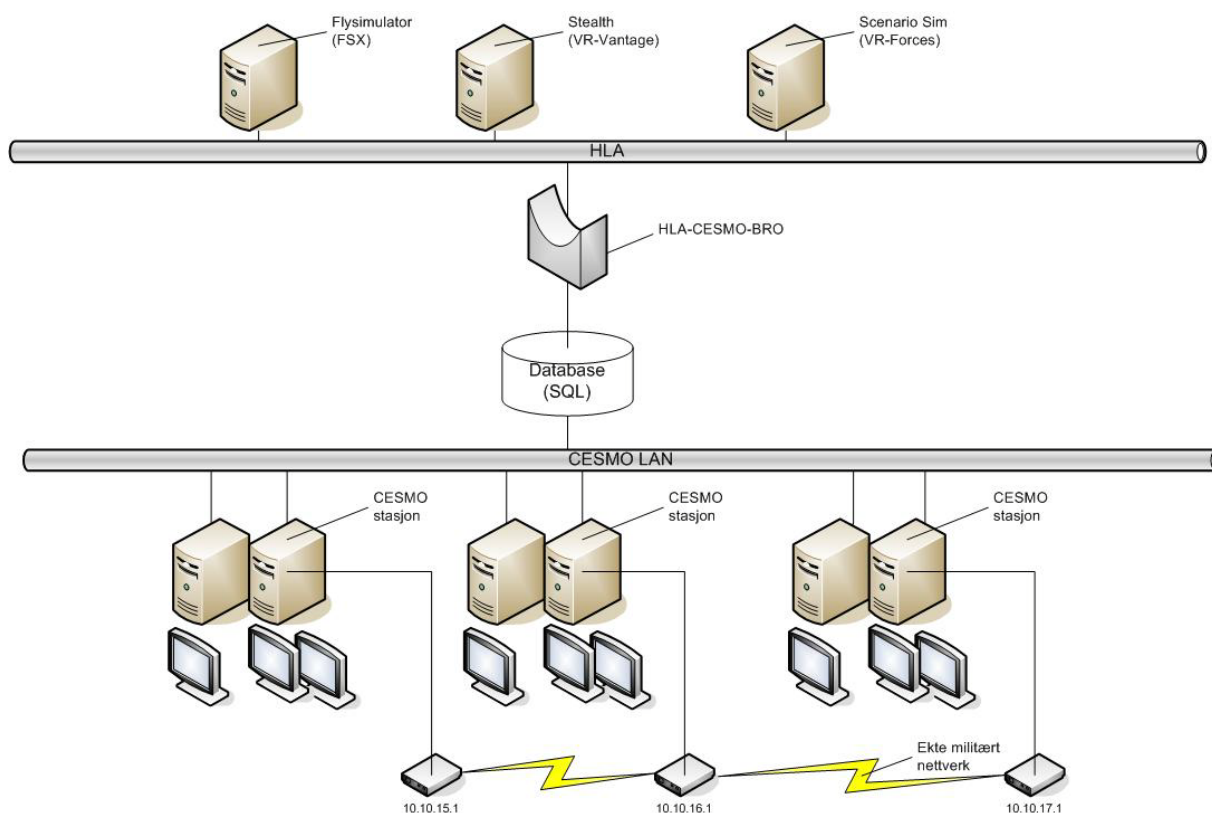 Flysimulator
(FSX)
Stealth
(VR-Vantage)
Scenario Sim
(VR-Forces)
HLA
HLA-CESMO-BRO
Database
(SQL)
CESMO LAN
CESMO
stasjon
CESMO
stasjon
CESMO
stasjon
Ekte militært
nettverk
10.10.15.1
10.10.16.1
10.10.17.1